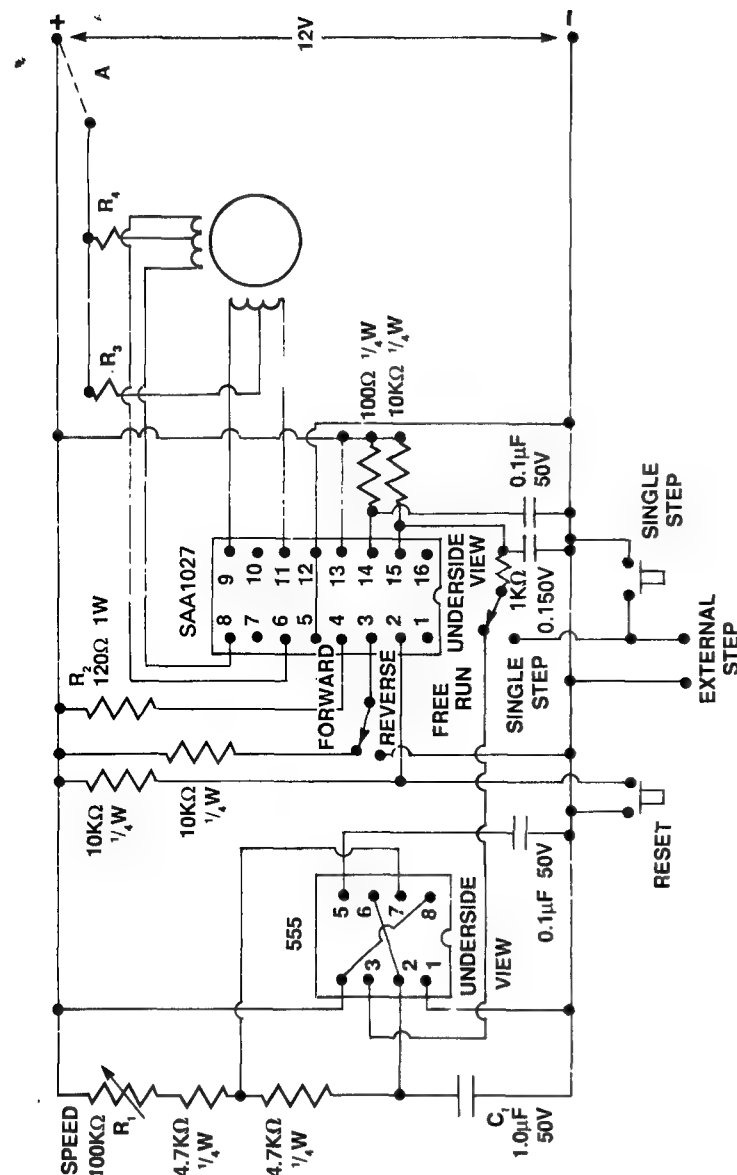 +
A
12V
−
R₄
R₃
SAA1027
8
7
6
5
4
3
2
1
9
10
11
12
13
14
15
16
UNDERSIDE
VIEW
100Ω ¹/₄W
10KΩ ¹/₄W
R₂
120Ω 1W
FORWARD
REVERSE
FREE
RUN
SINGLE
STEP
1KΩ
0.150V
0.1µF
50V
SINGLE
STEP
EXTERNAL
STEP
10KΩ
¹/₄W
10KΩ
¹/₄W
555
5
6
7
8
3
2
1
UNDERSIDE
VIEW
0.1µF 50V
RESET
SPEED
100KΩ
R₁
4.7KΩ
¹/₄W
4.7KΩ
¹/₄W
C₁
1.0µF
50V